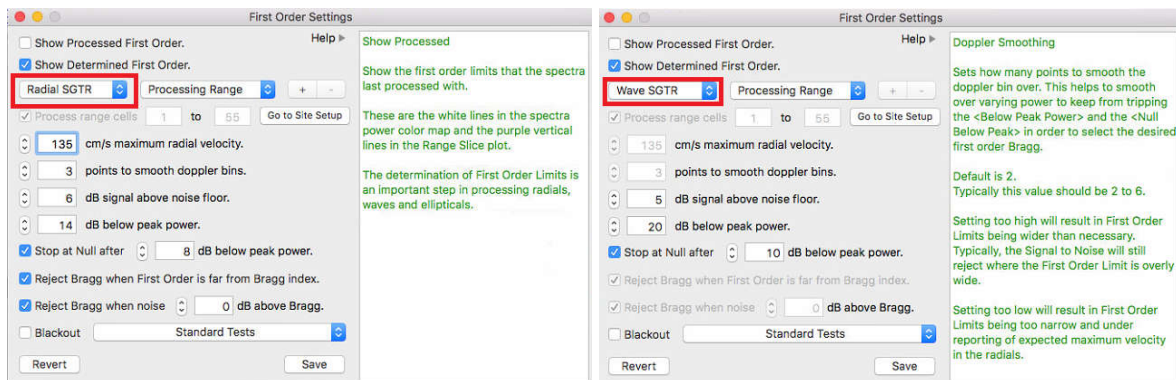 First Order Settings
Show Processed First Order.
Help
Show Determined First Order.
Radial SGTR
Processing Range
+ -
Process range cells 1 to 55 Go to Site Setup
135 cm/s maximum radial velocity.
3 points to smooth doppler bins.
6 dB signal above noise floor.
14 dB below peak power.
Stop at Null after 8 dB below peak power.
Reject Bragg when First Order is far from Bragg index.
Reject Bragg when noise 0 dB above Bragg.
Blackout Standard Tests
Revert Save
Show Processed
Show the first order limits that the spectra
last processed with.
These are the white lines in the spectra
power color map and the purple vertical
lines in the Range Slice plot.
The determination of First Order Limits is
an important step in processing radials,
waves and ellipticals.
First Order Settings
Show Processed First Order.
Help
Show Determined First Order.
Wave SGTR
Processing Range
+ -
Process range cells 1 to 55 Go to Site Setup
135 cm/s maximum radial velocity.
3 points to smooth doppler bins.
5 dB signal above noise floor.
20 dB below peak power.
Stop at Null after 10 dB below peak power.
Reject Bragg when First Order is far from Bragg index.
Reject Bragg when noise 0 dB above Bragg.
Blackout Standard Tests
Revert Save
Doppler Smoothing
Sets how many points to smooth the
doppler bin over. This helps to smooth
over varying power to keep from tripping
the <Below Peak Power> and the <Null
Below Peak> in order to select the desired
first order Bragg.
Default is 2.
Typically this value should be 2 to 6.
Setting too high will result in First Order
Limits being wider than necessary.
Typically, the Signal to Noise will still
reject where the First Order Limit is overly
wide.
Setting too low will result in First Order
Limits being too narrow and under
reporting of expected maximum velocity
in the radials.